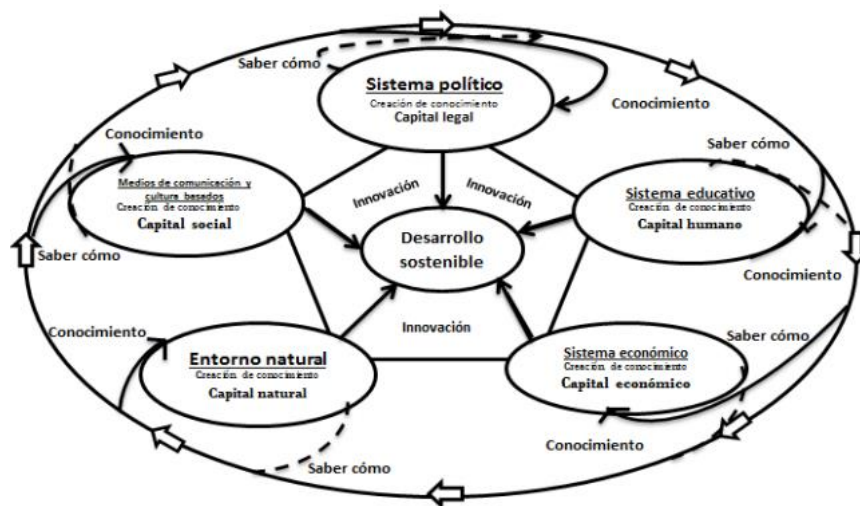 Saber cómo
Sistema político
Creación de conocimiento
Capital legal
Conocimiento
Saber cómo
Conocimiento
Medios de comunicación y
cultura basados
Creación de conocimiento
Capital social
Innovación
Innovación
Sistema educativo
Creación de conocimiento
Capital humano
Desarrollo
sostenible
Saber cómo
Conocimiento
Conocimiento
Innovación
Saber cómo
Entorno natural
Creación de conocimiento
Capital natural
Sistema económico
Creación de conocimiento
Capital económico
Conocimiento
Saber cómo